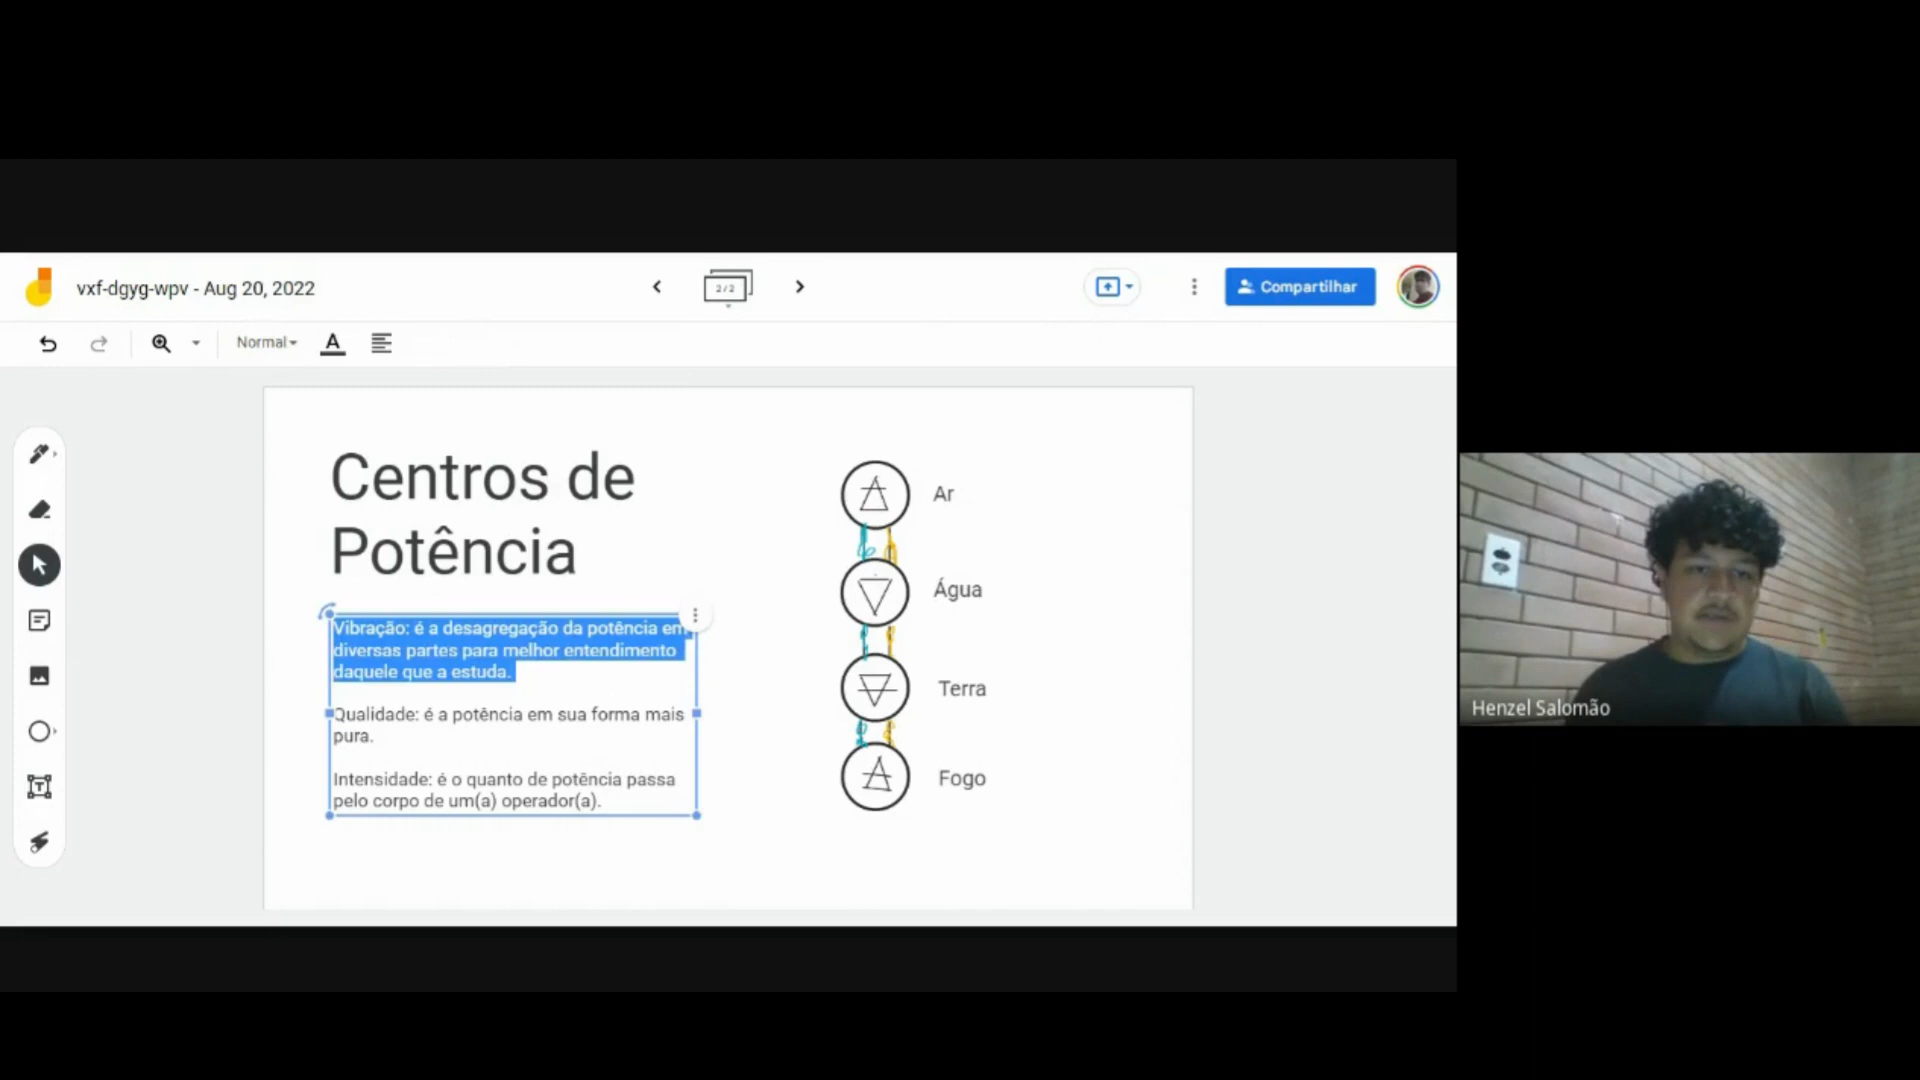 vxf-dgyg-wpv - Aug 20, 2022
2/2
Compartilhar
Normal
A
Centros de
Potência
Vibração: é a desagregação da potência em
diversas partes para melhor entendimento
daquele que a estuda.
Qualidade: é a potência em sua forma mais
pura.
Intensidade: é o quanto de potência passa
pelo corpo de um(a) operador(a).
Ar
Água
Terra
Fogo
Henzel Salomão